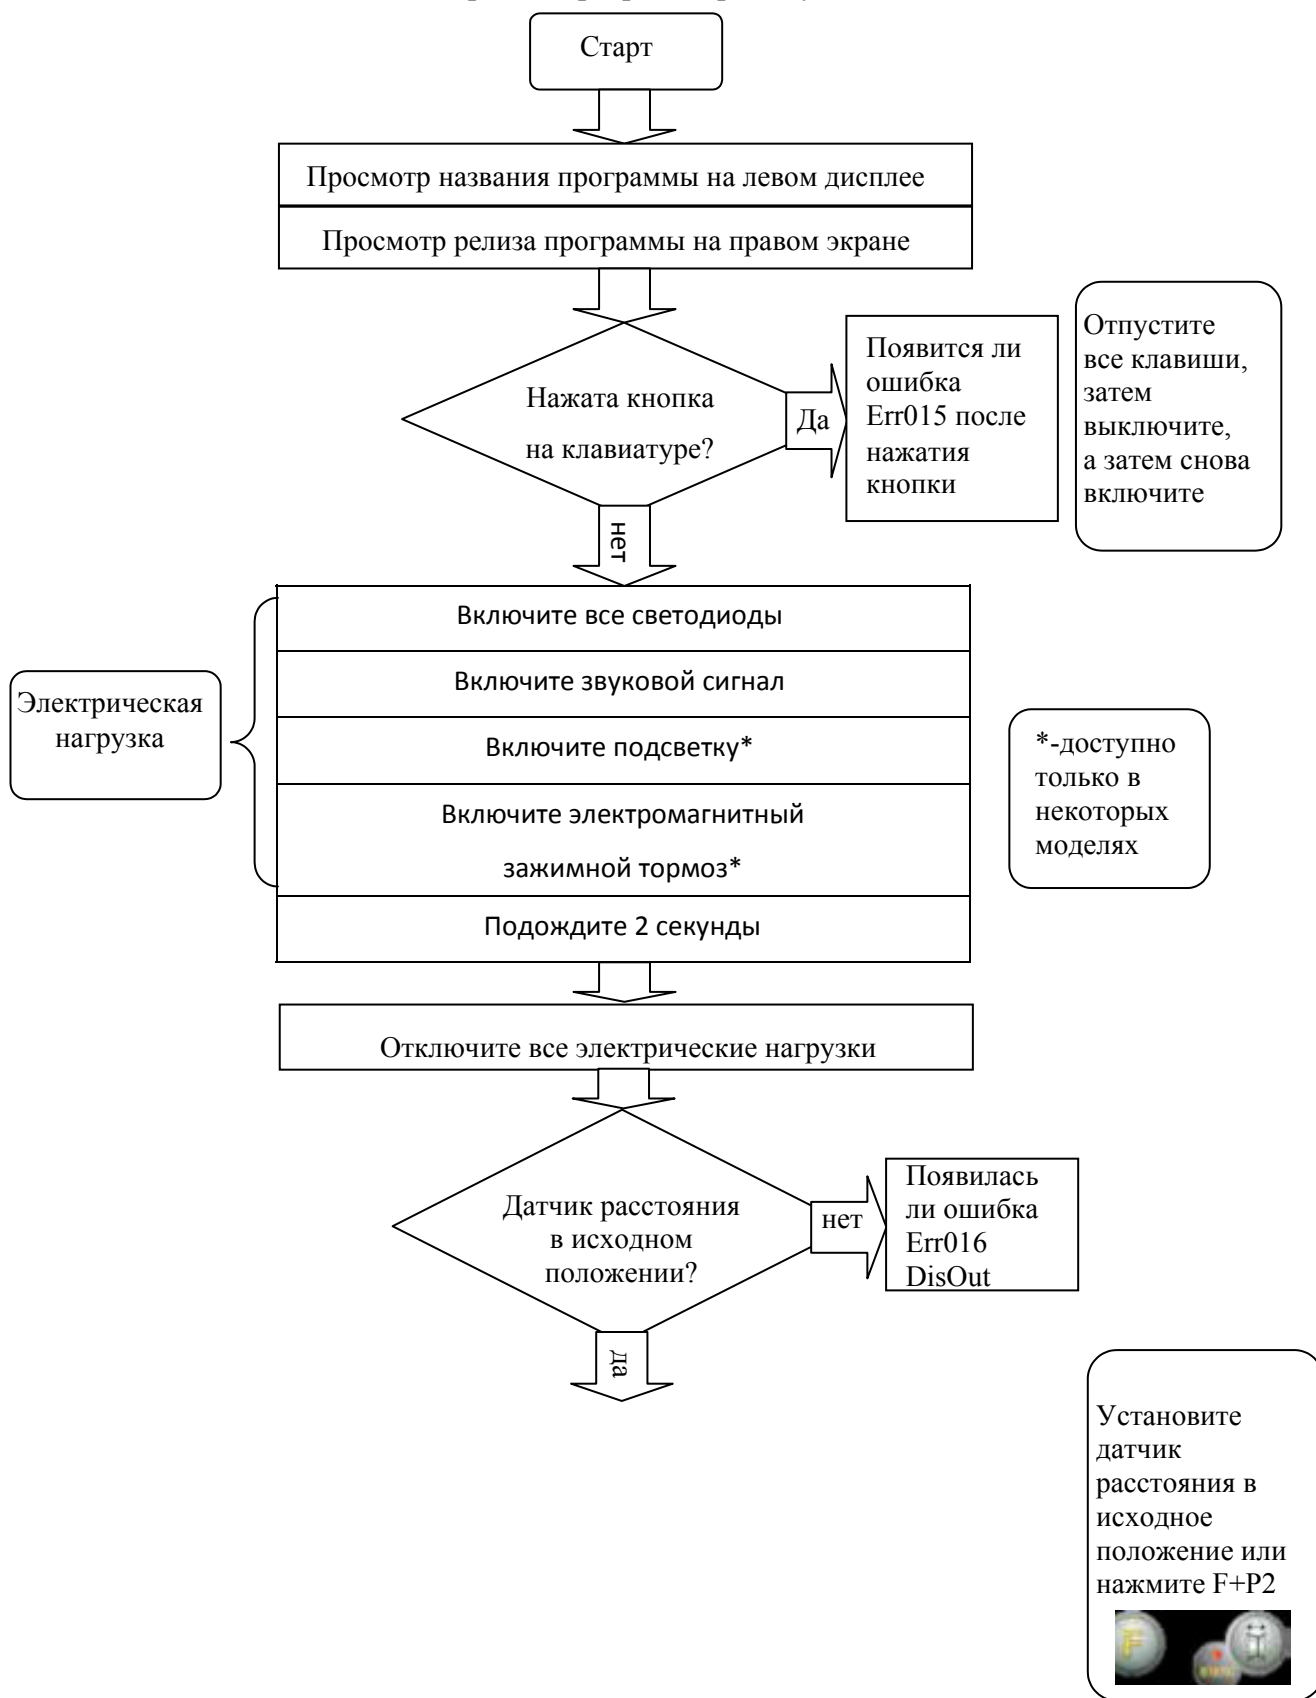 Старт
Просмотр названия программы на левом дисплее
Просмотр релиза программы на правом экране
Нажата кнопка
на клавиатуре?
Да
Появится ли
ошибка
Err015 после
нажатия
кнопки
Отпустите
все клавиши,
затем
выключите,
а затем снова
включите
нет
Включите все светодиоды
Включите звуковой сигнал
Включите подсветку*
Включите электромагнитный
зажимной тормоз*
Подождите 2 секунды
Электрическая
нагрузка
*-доступно
только в
некоторых
моделях
Отключите все электрические нагрузки
Датчик расстояния
в исходном
положении?
нет
Появилась
ли ошибка
Err016
DisOut
да
Установите
датчик
расстояния в
исходное
положение или
нажмите F+P2
F